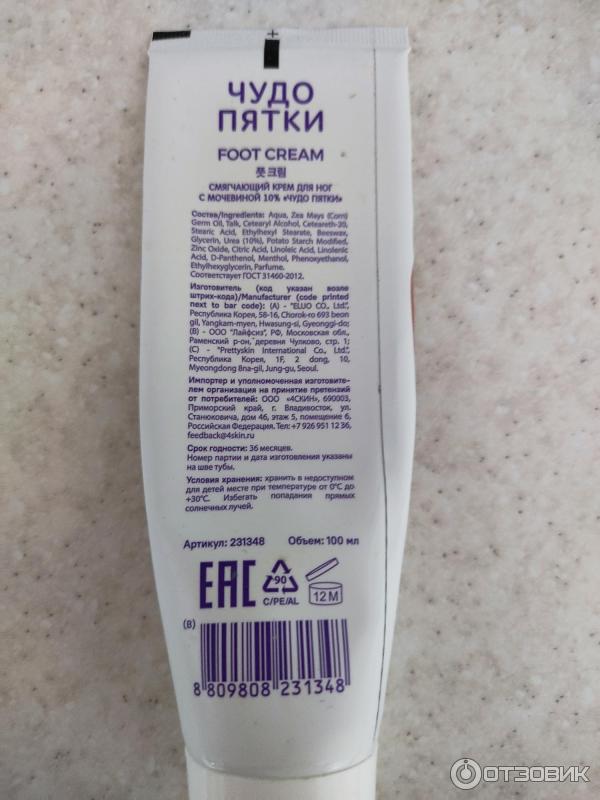 ЧУДО
ПЯТКИ
FOOT CREAM
풋 크림
СМЯГЧАЮЩИЙ КРЕМ ДЛЯ НОГ
С МОЧЕВИНОЙ 10% «ЧУДО ПЯТКИ»
Состав/Ingredients: Aqua, Zea Mays (Corn)
Germ Oil, Talk, Cetearyl Alcohol, Ceteareth-20,
Stearic Acid, Ethylhexyl Stearate, Beeswax,
Glycerin, Urea (10%), Potato Starch Modified,
Zinc Oxide, Citric Acid, Linoleic Acid, Linolenic
Acid, D-Panthenol, Menthol, Phenoxyethanol,
Ethylhexyglycerin, Parfume.
Соответствует ГОСТ 31460-2012.
Изготовитель (код указан возле
штрих-кода)/Manufacturer (code printed
next to bar code): (А) - "ELUO CO., Ltd.",
Республика Корея, 58-16, Chorok-ro 693 beon
gil, Yangkam-myen, Hwasung-si, Gyeonggi-do;
(B) - ООО "Лайфсиз", РФ, Московская обл.,
Раменский р-он, деревня Чулково, стр. 1;
(C) - "Prettyskin International Co., Ltd.",
Республика Корея, 1F, 2 dong, 10,
Myeongdong 8na-gil, Jung-gu, Seoul.
Импортер и уполномоченная изготовите-
лем организация на принятие претензий
от потребителей: ООО «4СКИН», 690003,
Приморский край, г. Владивосток, ул.
Станюковича, дом 46, этаж 5, помещение 6,
Российская Федерация. Тел.: +7 926 951 12 36,
feedback@4skin.ru
Срок годности: 36 месяцев.
Номер партии и дата изготовления указаны
на шве тубы.
Условия хранения: хранить в недоступном
для детей месте при температуре от 0°С до
+30°С. Избегать попадания прямых
солнечных лучей.
Артикул: 231348 Объем: 100 мл
EAC 90 12 M
C/PE/AL
(B)
8 809808 231348
ОТЗОВИК